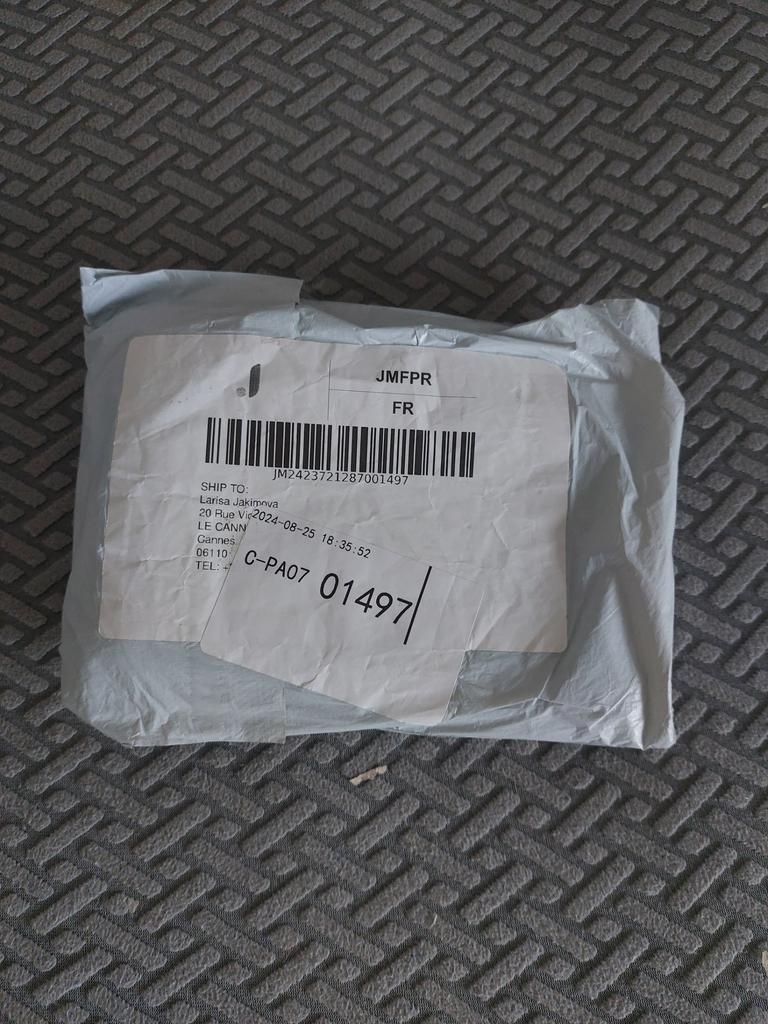 JMFPR
FR
JM2423721287001497
SHIP TO:
Larisa Jakimova
20 Rue
LE CANN
Cannes
06110
TEL: +
2024-08-25 18:35:52
C-PA07 01497